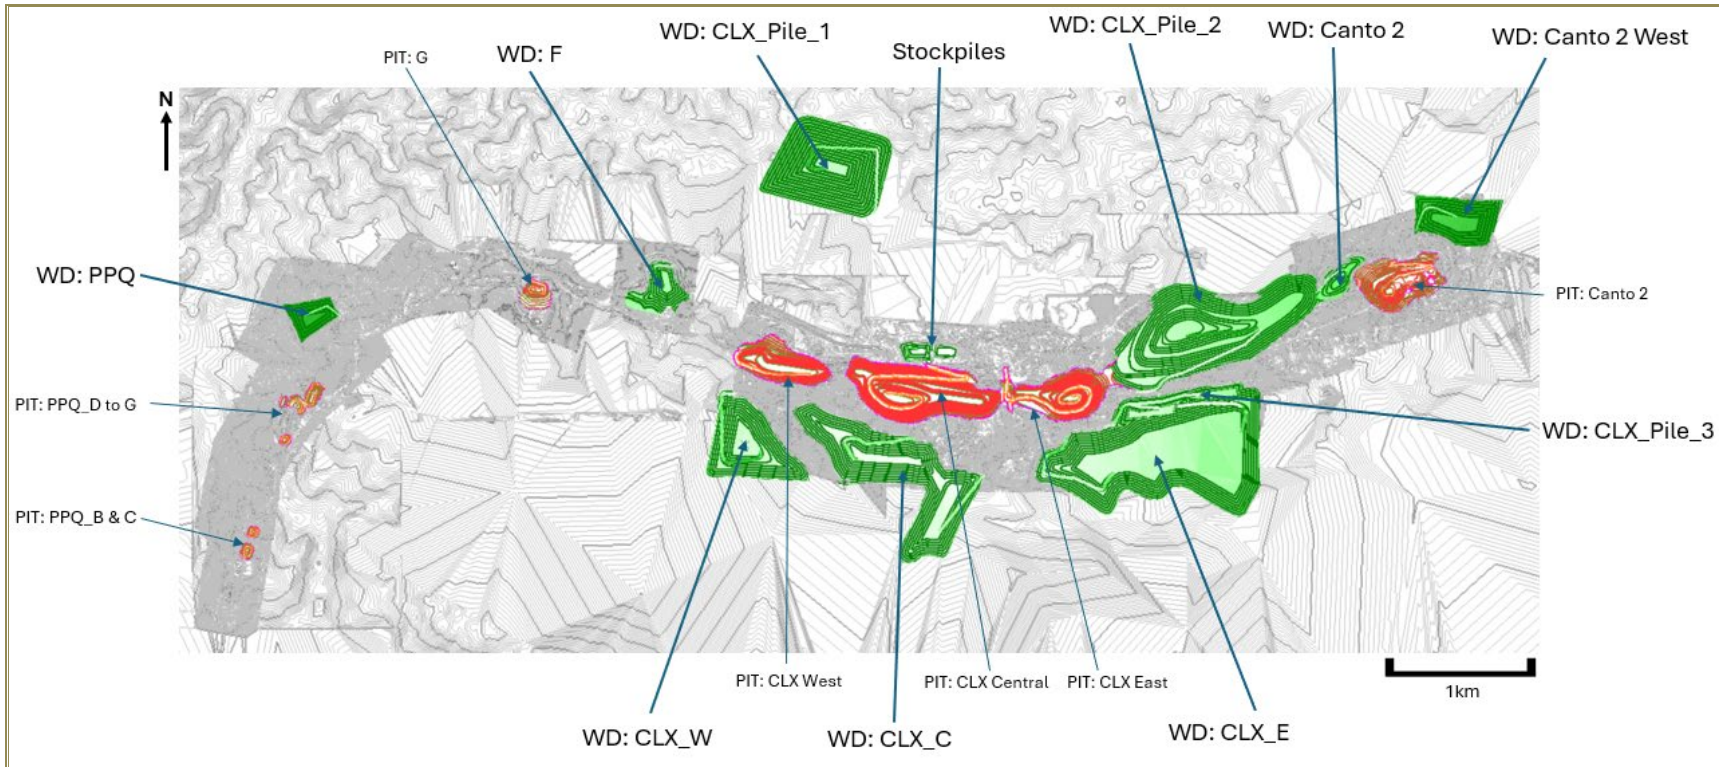 WD: CLX_Pile_1
WD: CLX_Pile_2
WD: Canto 2
WD: Canto 2 West
PIT: G
WD: F
Stockpiles
N
WD: PPQ
PIT: Canto 2
PIT: PPQ_D to G
WD: CLX_Pile_3
PIT: PPQ_B & C
PIT: CLX West
PIT: CLX Central
PIT: CLX East
1km
WD: CLX_W
WD: CLX_C
WD: CLX_E